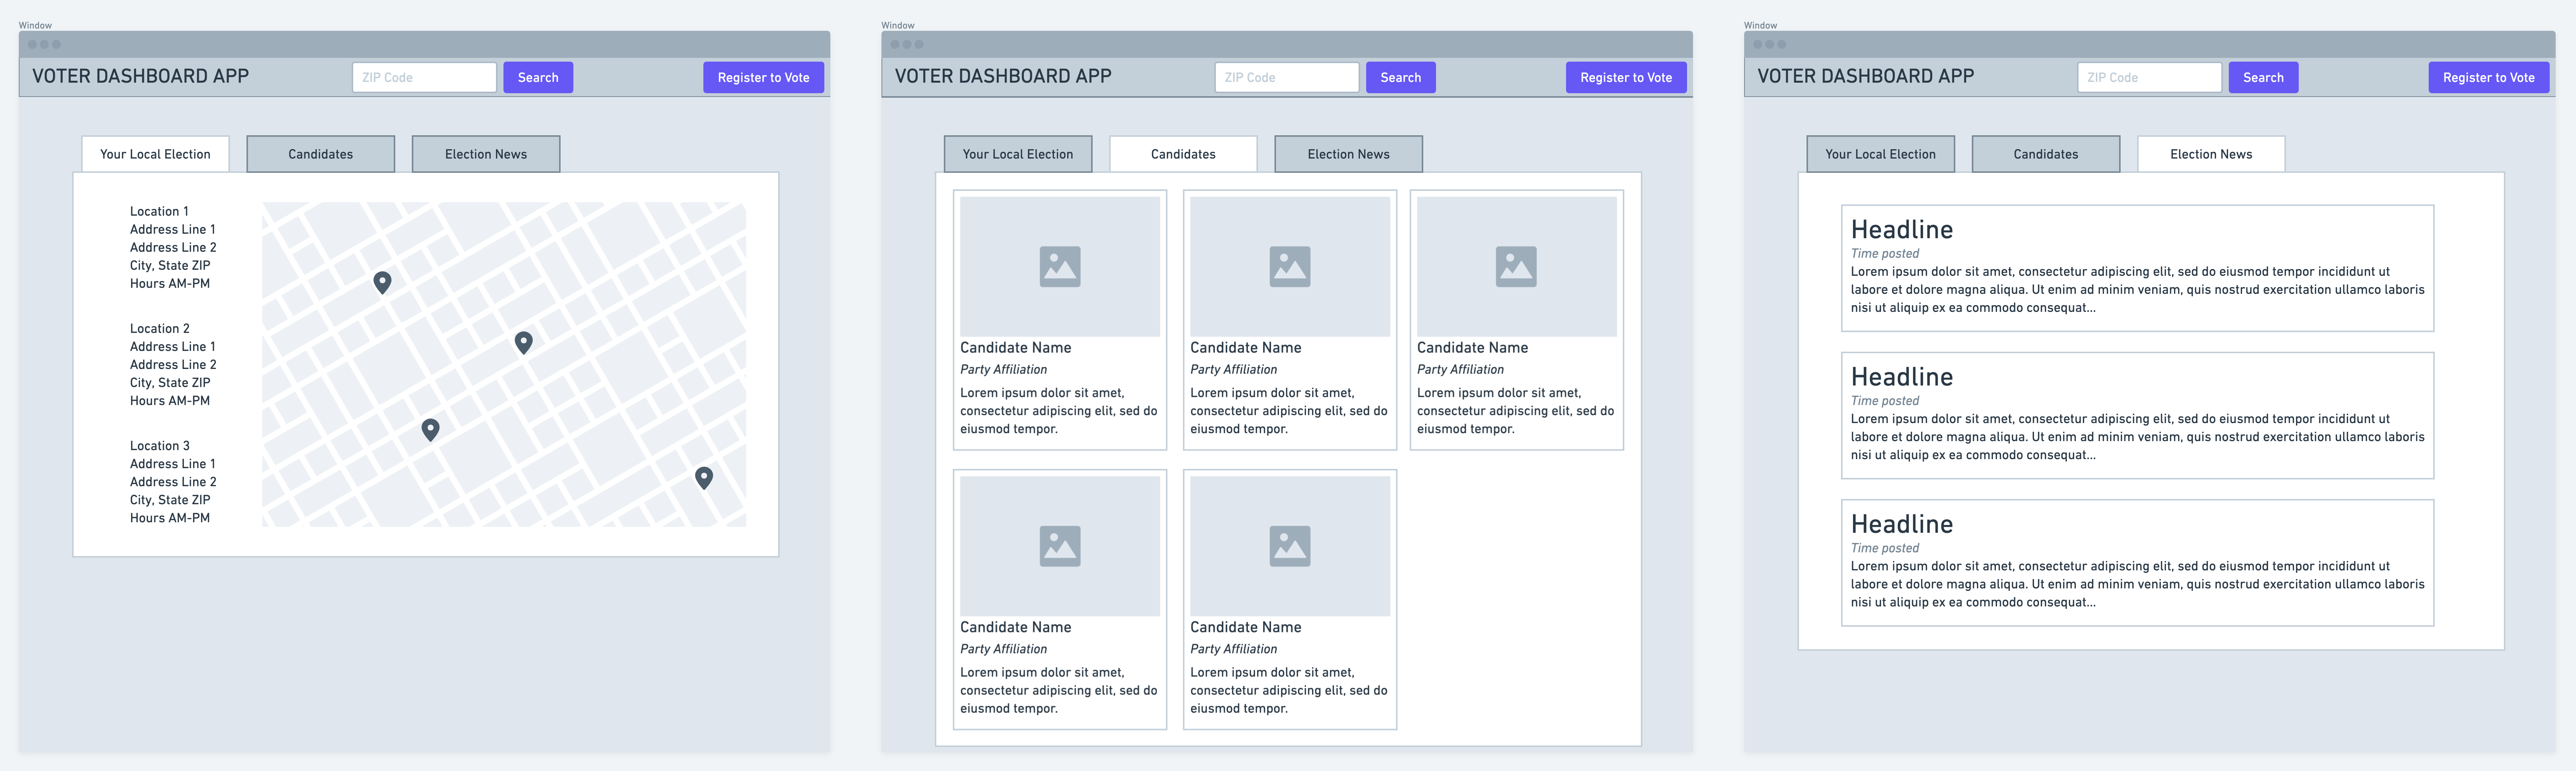 Window
VOTER DASHBOARD APP
ZIP Code
Search
Register to Vote
Your Local Election
Candidates
Election News
Location 1
Address Line 1
Address Line 2
City, State ZIP
Hours AM-PM
Location 2
Address Line 1
Address Line 2
City, State ZIP
Hours AM-PM
Location 3
Address Line 1
Address Line 2
City, State ZIP
Hours AM-PM
Window
VOTER DASHBOARD APP
ZIP Code
Search
Register to Vote
Your Local Election
Candidates
Election News
Candidate Name
Party Affiliation
Lorem ipsum dolor sit amet,
consectetur adipiscing elit, sed do
eiusmod tempor.
Candidate Name
Party Affiliation
Lorem ipsum dolor sit amet,
consectetur adipiscing elit, sed do
eiusmod tempor.
Candidate Name
Party Affiliation
Lorem ipsum dolor sit amet,
consectetur adipiscing elit, sed do
eiusmod tempor.
Candidate Name
Party Affiliation
Lorem ipsum dolor sit amet,
consectetur adipiscing elit, sed do
eiusmod tempor.
Candidate Name
Party Affiliation
Lorem ipsum dolor sit amet,
consectetur adipiscing elit, sed do
eiusmod tempor.
Window
VOTER DASHBOARD APP
ZIP Code
Search
Register to Vote
Your Local Election
Candidates
Election News
Headline
Time posted
Lorem ipsum dolor sit amet, consectetur adipiscing elit, sed do eiusmod tempor incididunt ut
labore et dolore magna aliqua. Ut enim ad minim veniam, quis nostrud exercitation ullamco laboris
nisi ut aliquip ex ea commodo consequat...
Headline
Time posted
Lorem ipsum dolor sit amet, consectetur adipiscing elit, sed do eiusmod tempor incididunt ut
labore et dolore magna aliqua. Ut enim ad minim veniam, quis nostrud exercitation ullamco laboris
nisi ut aliquip ex ea commodo consequat...
Headline
Time posted
Lorem ipsum dolor sit amet, consectetur adipiscing elit, sed do eiusmod tempor incididunt ut
labore et dolore magna aliqua. Ut enim ad minim veniam, quis nostrud exercitation ullamco laboris
nisi ut aliquip ex ea commodo consequat...